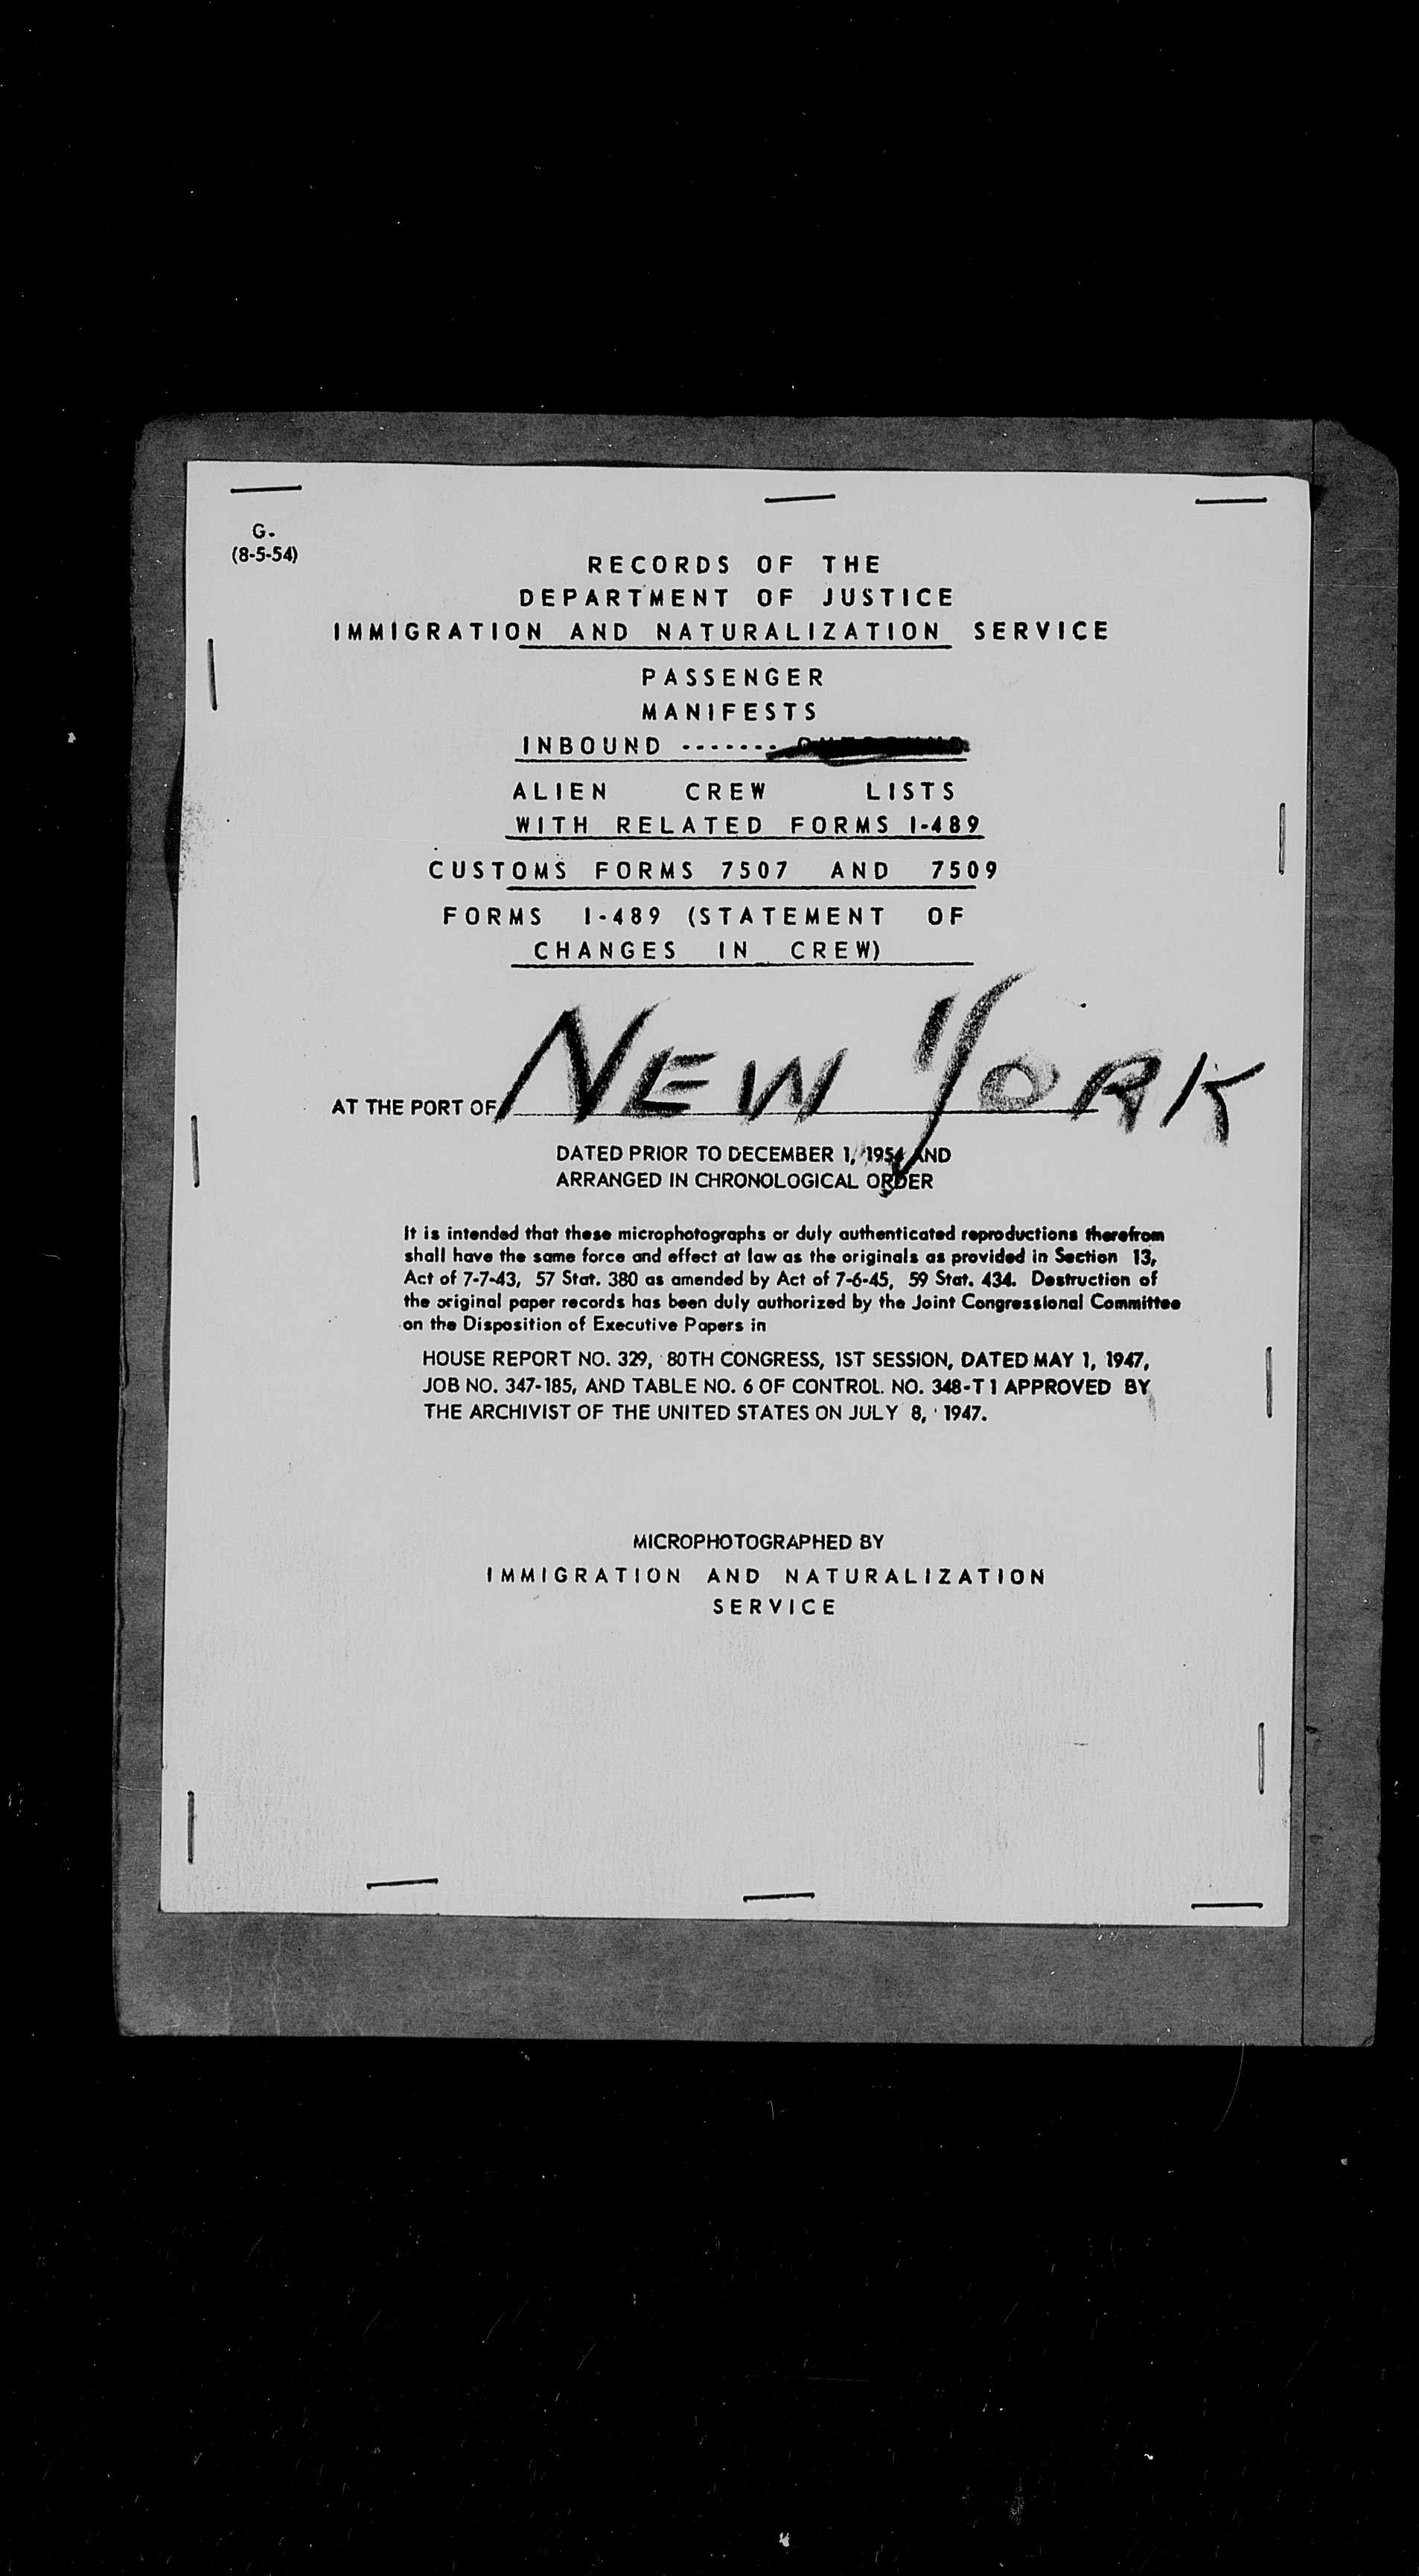 G.
(8-5-54)
RECORDS OF THE
DEPARTMENT OF JUSTICE
IMMIGRATION AND NATURALIZATION SERVICE
PASSENGER
MANIFESTS
INBOUND -------
ALIEN CREW LISTS
WITH RELATED FORMS I-489
CUSTOMS FORMS 7507 AND 7509
FORMS I-489 (STATEMENT OF
CHANGES IN CREW)
AT THE PORT OF NEW YORK
DATED PRIOR TO DECEMBER 1, 1954 AND
ARRANGED IN CHRONOLOGICAL ORDER
It is intended that these microphotographs or duly authenticated reproductions therefrom
shall have the same force and effect at law as the originals as provided in Section 13,
Act of 7-7-43, 57 Stat. 380 as amended by Act of 7-6-45, 59 Stat. 434. Destruction of
the original paper records has been duly authorized by the Joint Congressional Committee
on the Disposition of Executive Papers in
HOUSE REPORT NO. 329, 80TH CONGRESS, 1ST SESSION, DATED MAY 1, 1947,
JOB NO. 347-185, AND TABLE NO. 6 OF CONTROL NO. 348-T1 APPROVED BY
THE ARCHIVIST OF THE UNITED STATES ON JULY 8, 1947.
MICROPHOTOGRAPHED BY
IMMIGRATION AND NATURALIZATION
SERVICE